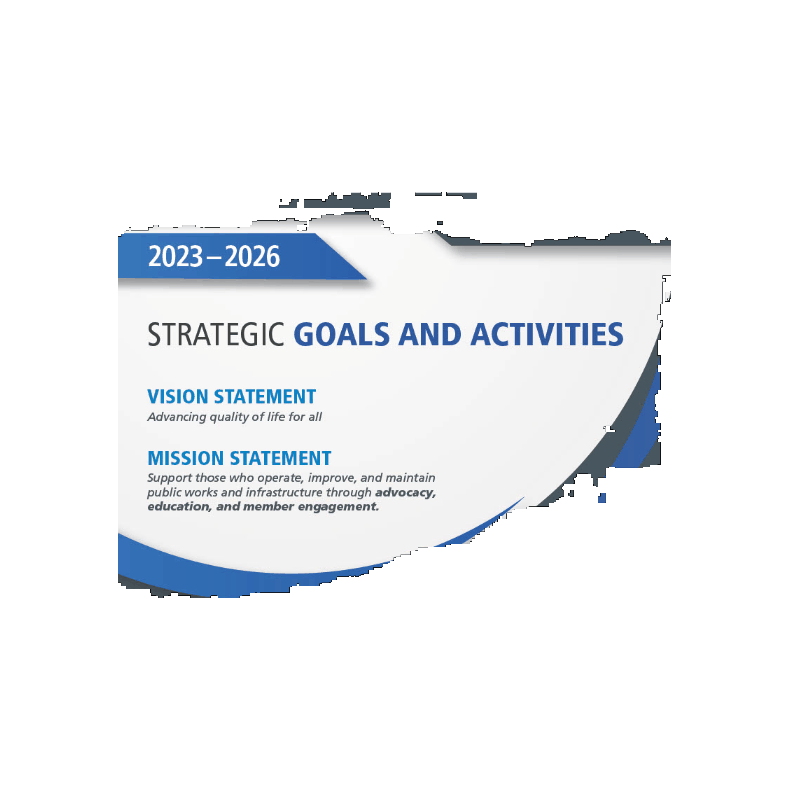 2023–2026
STRATEGIC GOALS AND ACTIVITIES
VISION STATEMENT
Advancing quality of life for all
MISSION STATEMENT
Support those who operate, improve, and maintain
public works and infrastructure through advocacy,
education, and member engagement.